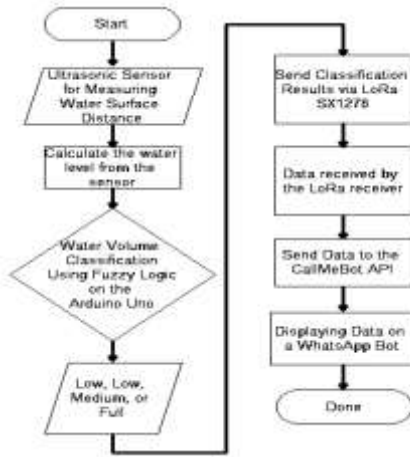 Start
Ultrasonic Sensor
for Measuring
Water Surface
Distance
Calculate the water
level from the
sensor
Water Volume
Classification
Using Fuzzy Logic
on the
Arduino Uno
Low, Low,
Medium, or
Full
Send Classification
Results via LoRa
SX1278
Data received by
the LoRa receiver
Send Data to the
CallMeBot API
Displaying Data on
a WhatsApp Bot
Done